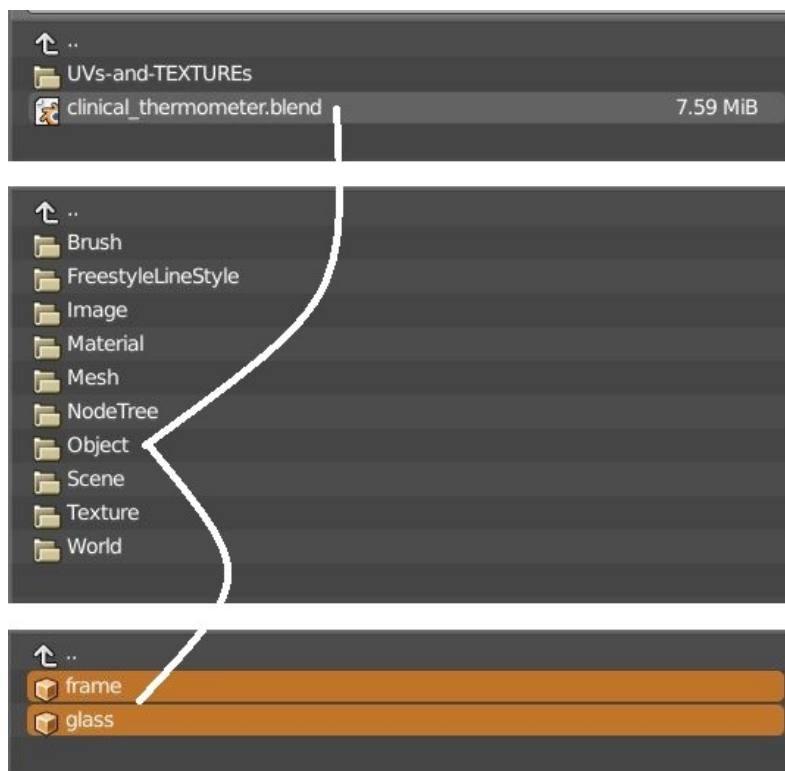 ..
UVs-and-TEXTUREs
clinical_thermometer.blend 7.59 MiB
..
Brush
FreestyleLineStyle
Image
Material
Mesh
NodeTree
Object
Scene
Texture
World
..
frame
glass